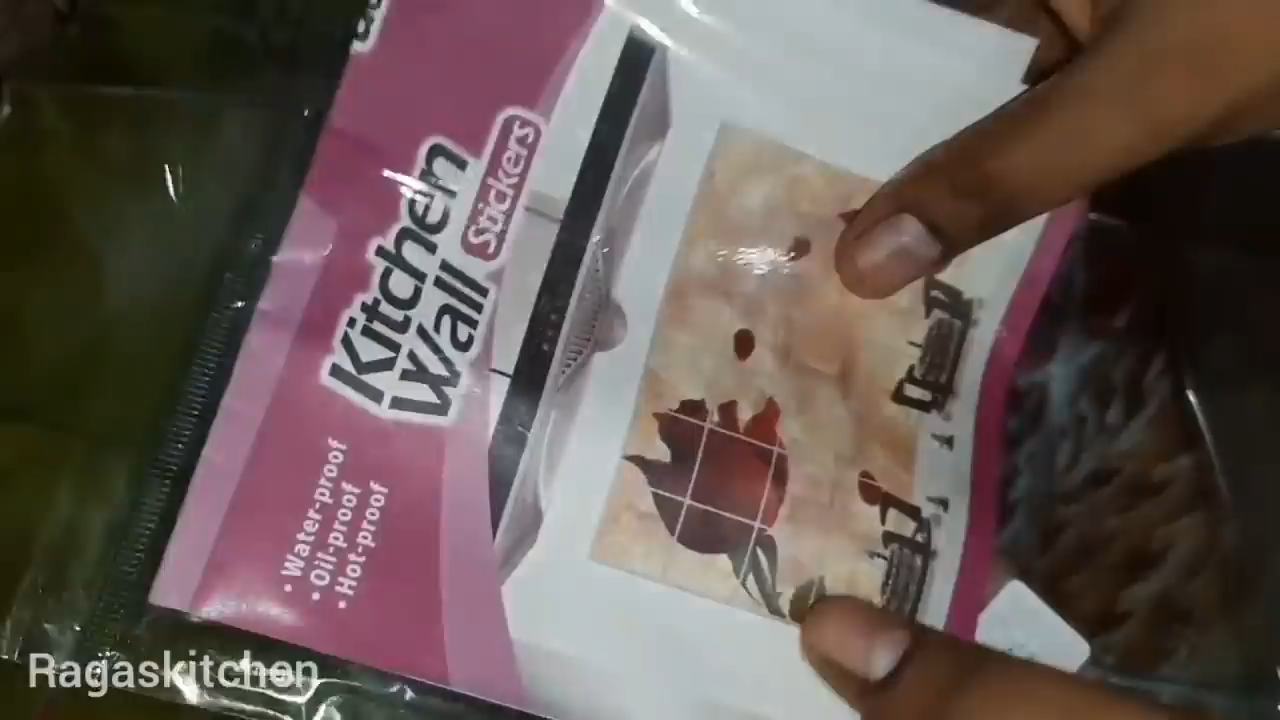 Kitchen
Wall
Stickers
• Water-proof
• Oil-proof
• Hot-proof
Ragaskitchen